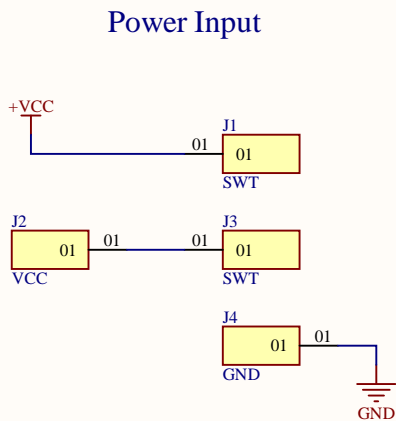 Power Input
+VCC
J1
01
01
SWT
J2
J3
01
01
01
01
VCC
SWT
J4
01
01
GND
GND